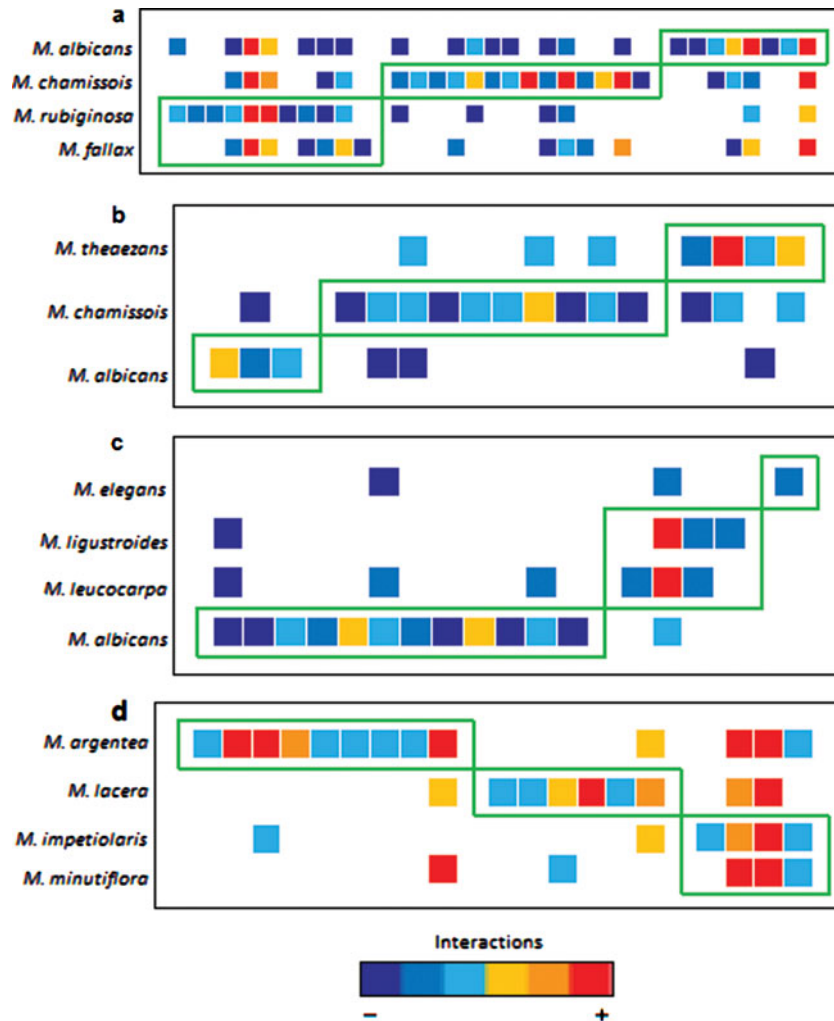 a
M. albicans
M. chamissois
M. rubiginosa
M. fallax
b
M. theaezans
M. chamissois
M. albicans
c
M. elegans
M. ligustroides
M. leucocarpa
M. albicans
d
M. argentea
M. lacera
M. impetiolaris
M. minutiflora
Interactions
– +